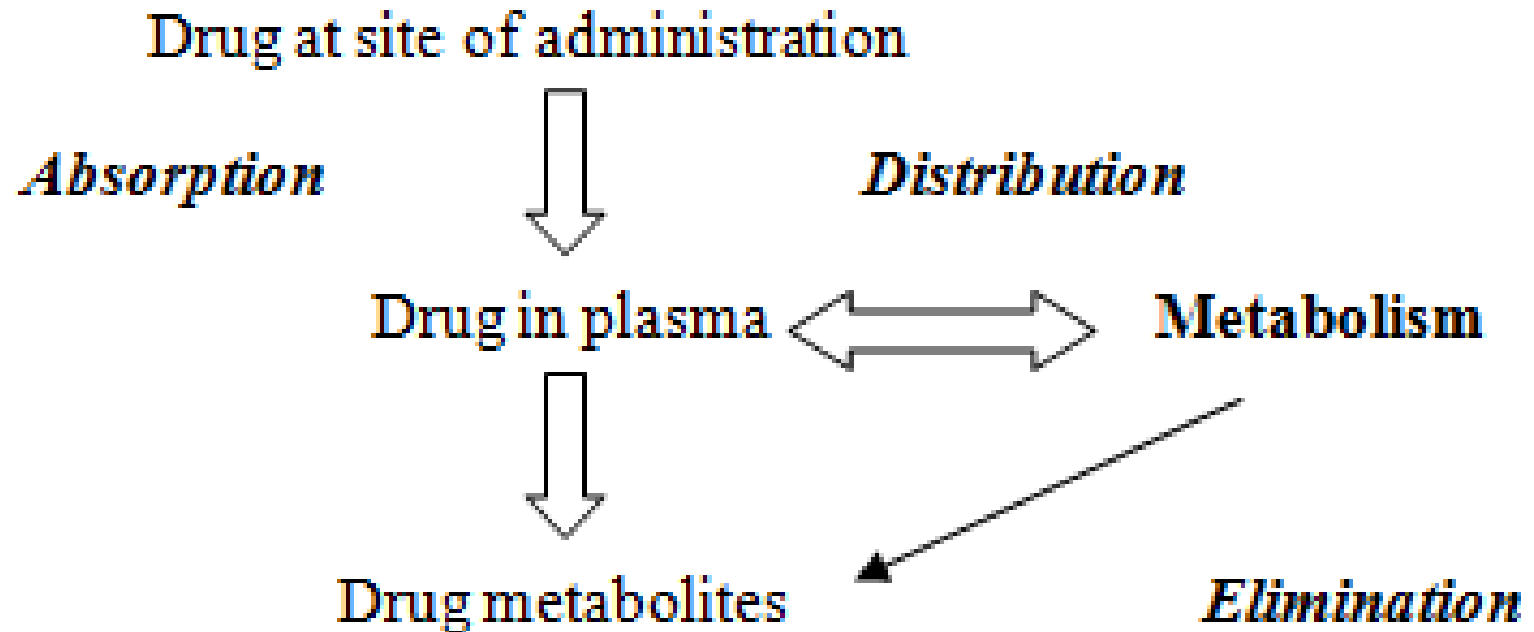 Drug at site of administration
Absorption Distribution
Drug in plasma Metabolism
Drug metabolites Elimination